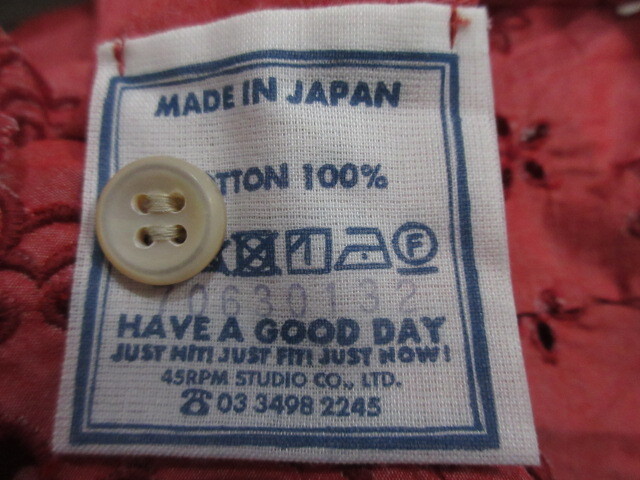 MADE IN JAPAN
100%
F
70630132
HAVE A GOOD DAY
JUST HIT! JUST FIT! JUST NOW!
45RPM STUDIO CO., LTD.
☎ 03 3498 2245